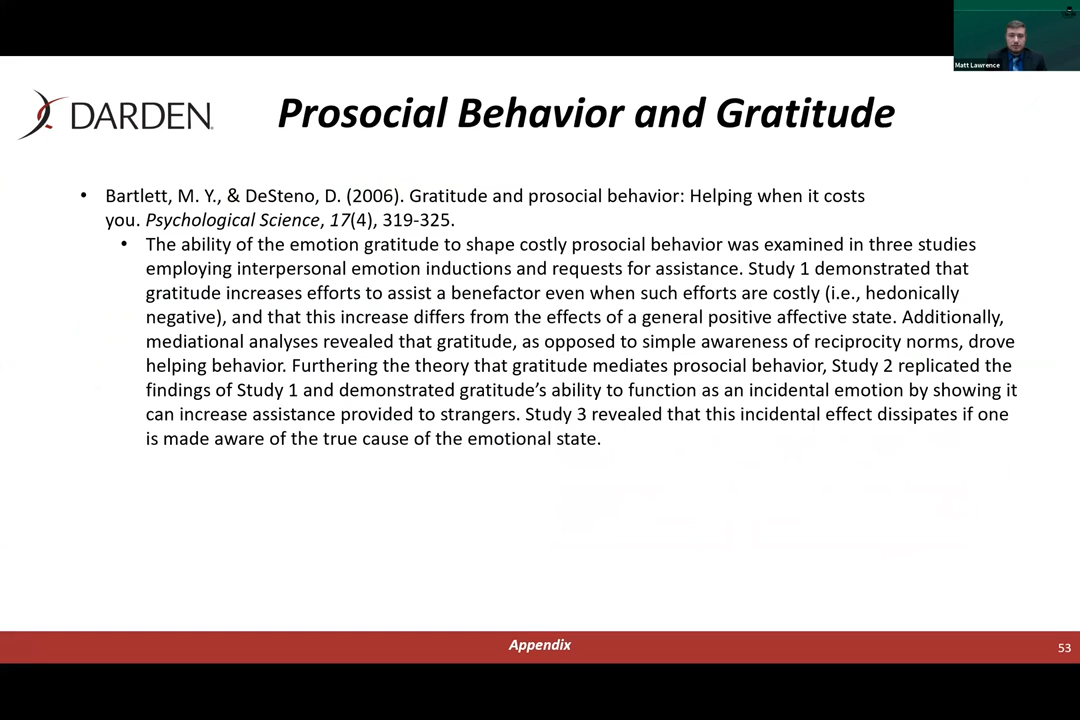 Matt Lawrence
DARDEN
Prosocial Behavior and Gratitude
• Bartlett, M. Y., & DeSteno, D. (2006). Gratitude and prosocial behavior: Helping when it costs
you. Psychological Science, 17(4), 319-325.
• The ability of the emotion gratitude to shape costly prosocial behavior was examined in three studies
employing interpersonal emotion inductions and requests for assistance. Study 1 demonstrated that
gratitude increases efforts to assist a benefactor even when such efforts are costly (i.e., hedonically
negative), and that this increase differs from the effects of a general positive affective state. Additionally,
mediational analyses revealed that gratitude, as opposed to simple awareness of reciprocity norms, drove
helping behavior. Furthering the theory that gratitude mediates prosocial behavior, Study 2 replicated the
findings of Study 1 and demonstrated gratitude’s ability to function as an incidental emotion by showing it
can increase assistance provided to strangers. Study 3 revealed that this incidental effect dissipates if one
is made aware of the true cause of the emotional state.
Appendix
53